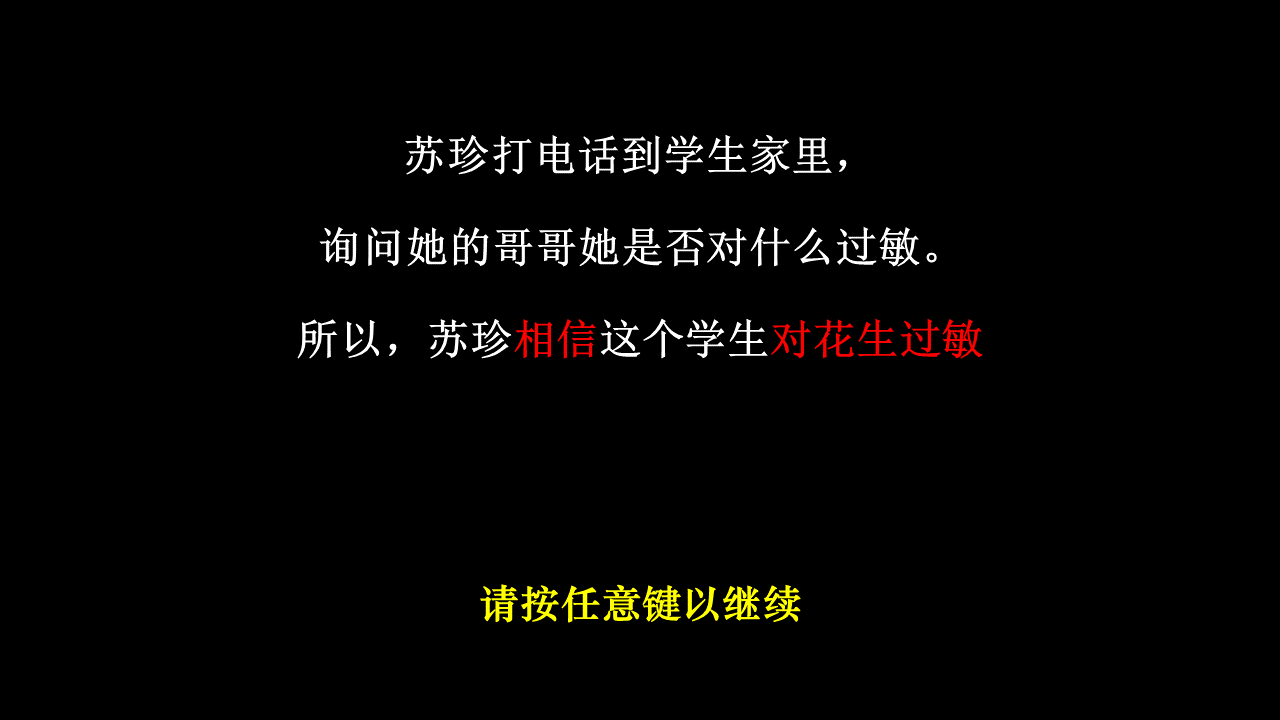 苏珍打电话到学生家里，
询问她的哥哥她是否对什么过敏。
所以，苏珍相信这个学生对花生过敏
请按任意键以继续